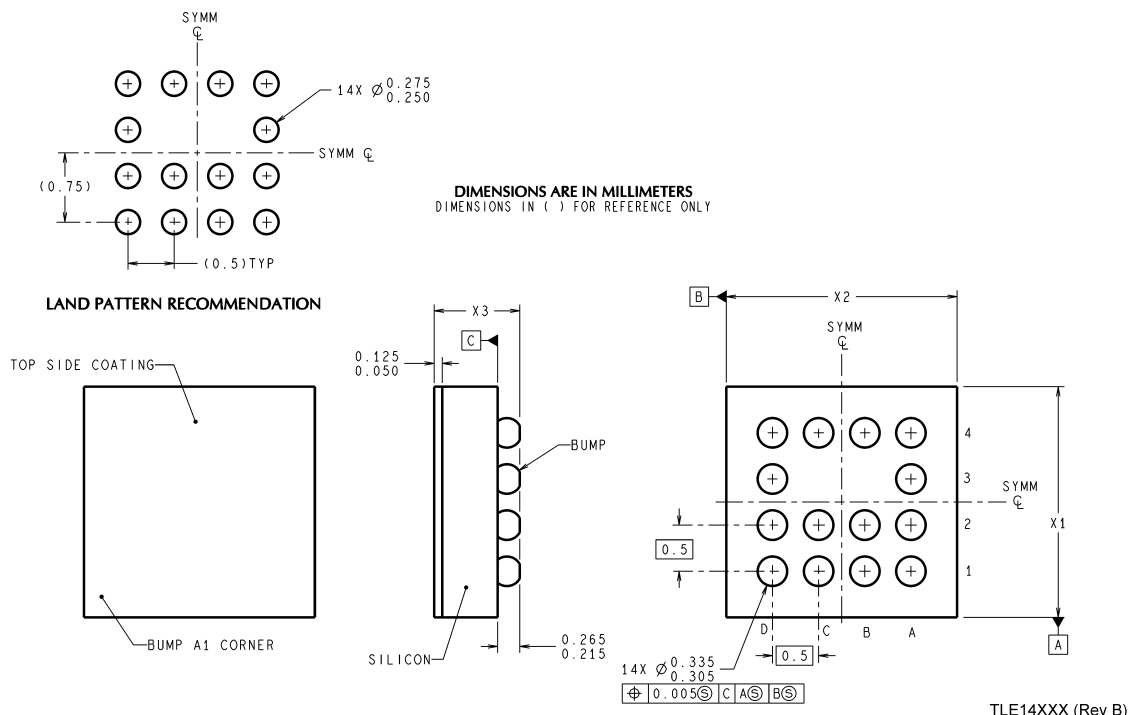 SYMM
℄
14X Ø 0.275
0.250
SYMM ℄
(0.75)
(0.5)TYP
DIMENSIONS ARE IN MILLIMETERS
DIMENSIONS IN ( ) FOR REFERENCE ONLY
LAND PATTERN RECOMMENDATION
TOP SIDE COATING
BUMP A1 CORNER
X3
C
0.125
0.050
BUMP
SILICON
0.265
0.215
B
X2
SYMM
℄
4
3
SYMM
℄
2
X1
0.5
1
D C B A
A
0.5
14X Ø 0.335
0.305
⌖ 0.005Ⓢ C AⓈ BⓈ
TLE14XXX (Rev B)